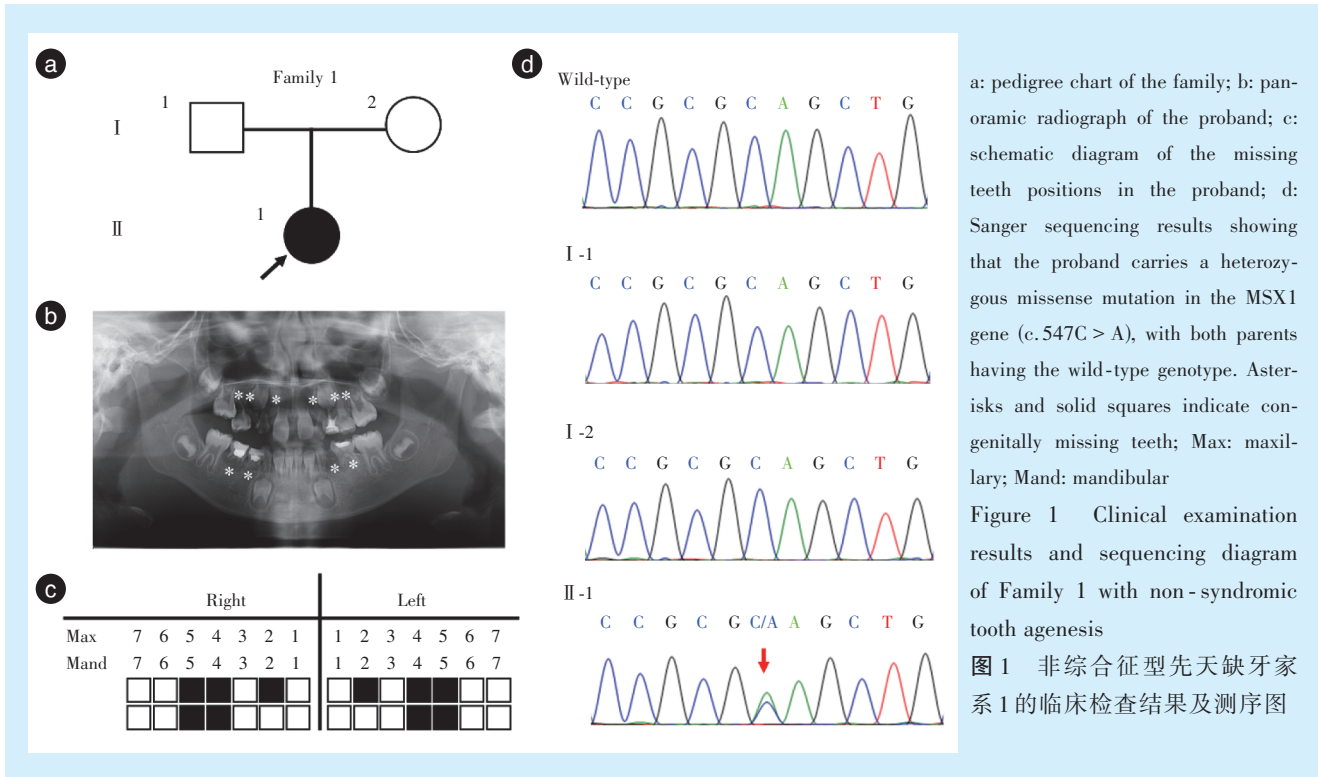 a
Family 1
1
2
I
1
II
b
* * * * * *
* * * *
c
Right Left
Max 7 6 5 4 3 2 1 1 2 3 4 5 6 7
Mand 7 6 5 4 3 2 1 1 2 3 4 5 6 7
d
Wild-type
C C G C G C A G C T G
I-1
C C G C G C A G C T G
I-2
C C G C G C A G C T G
II-1
C C G C G C/A A G C T G
a: pedigree chart of the family; b: pan-
oramic radiograph of the proband; c:
schematic diagram of the missing
teeth positions in the proband; d:
Sanger sequencing results showing
that the proband carries a heterozy-
gous missense mutation in the MSX1
gene (c.547C > A), with both parents
having the wild-type genotype. Aster-
isks and solid squares indicate con-
genitally missing teeth; Max: maxil-
lary; Mand: mandibular
Figure 1 Clinical examination
results and sequencing diagram
of Family 1 with non-syndromic
tooth agenesis
图1 非综合征型先天缺牙家
系1的临床检查结果及测序图